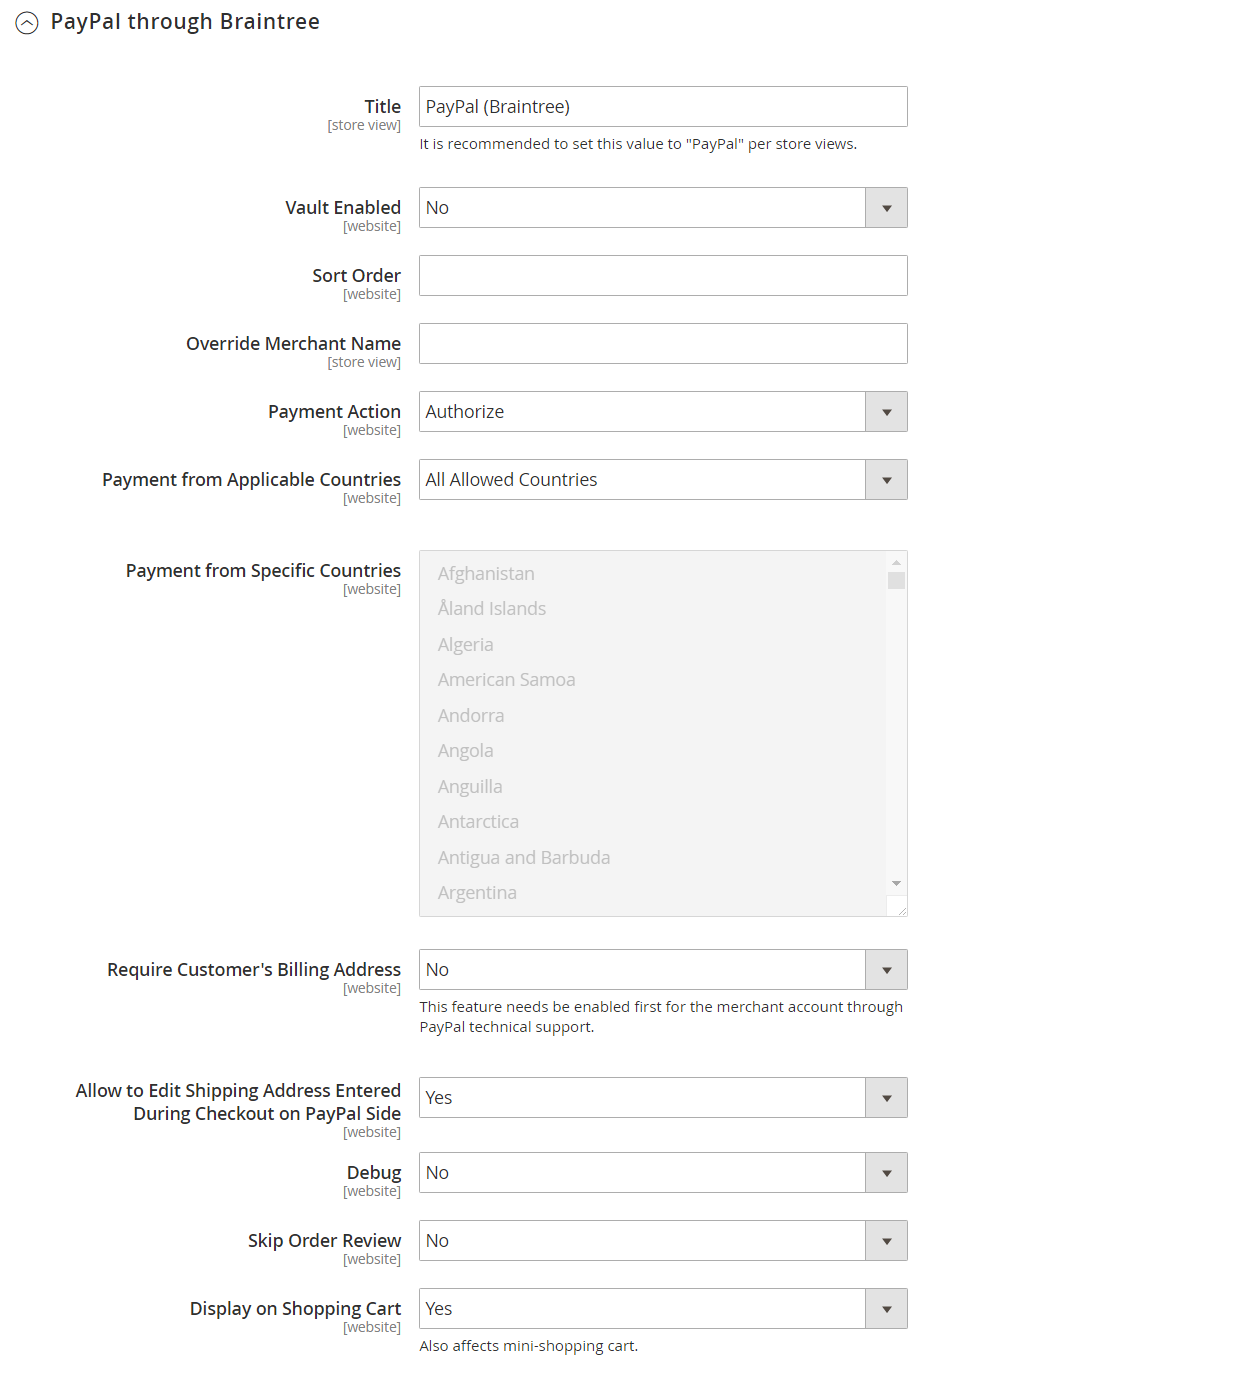 PayPal through Braintree
Title
[store view]
PayPal (Braintree)
It is recommended to set this value to "PayPal" per store views.
Vault Enabled
[website]
No
Sort Order
[website]
Override Merchant Name
[store view]
Payment Action
[website]
Authorize
Payment from Applicable Countries
[website]
All Allowed Countries
Payment from Specific Countries
[website]
Afghanistan
Åland Islands
Algeria
American Samoa
Andorra
Angola
Anguilla
Antarctica
Antigua and Barbuda
Argentina
Require Customer's Billing Address
[website]
No
This feature needs be enabled first for the merchant account through
PayPal technical support.
Allow to Edit Shipping Address Entered
During Checkout on PayPal Side
[website]
Yes
Debug
[website]
No
Skip Order Review
[website]
No
Display on Shopping Cart
[website]
Yes
Also affects mini-shopping cart.